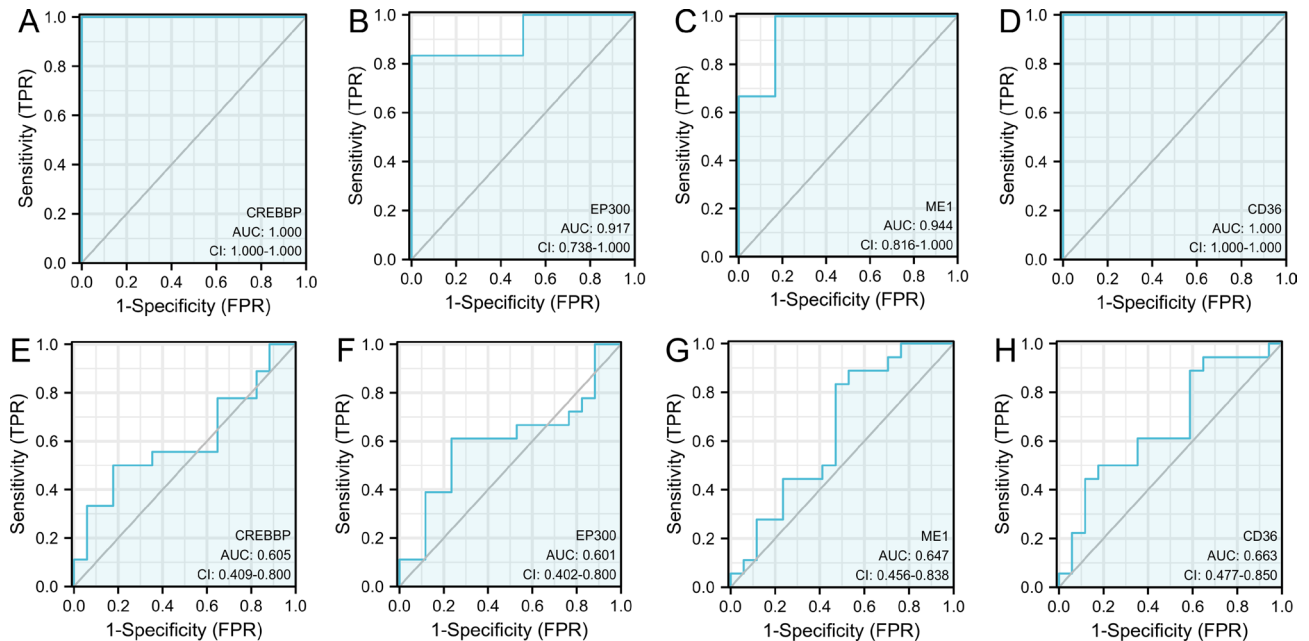 A
Sensitivity (TPR)
1.0
0.8
0.6
0.4
0.2
0.0
CREBBP
AUC: 1.000
CI: 1.000-1.000
0.0 0.2 0.4 0.6 0.8 1.0
1-Specificity (FPR)
B
Sensitivity (TPR)
1.0
0.8
0.6
0.4
0.2
0.0
EP300
AUC: 0.917
CI: 0.738-1.000
0.0 0.2 0.4 0.6 0.8 1.0
1-Specificity (FPR)
C
Sensitivity (TPR)
1.0
0.8
0.6
0.4
0.2
0.0
ME1
AUC: 0.944
CI: 0.816-1.000
0.0 0.2 0.4 0.6 0.8 1.0
1-Specificity (FPR)
D
Sensitivity (TPR)
1.0
0.8
0.6
0.4
0.2
0.0
CD36
AUC: 1.000
CI: 1.000-1.000
0.0 0.2 0.4 0.6 0.8 1.0
1-Specificity (FPR)
E
Sensitivity (TPR)
1.0
0.8
0.6
0.4
0.2
0.0
CREBBP
AUC: 0.605
CI: 0.409-0.800
0.0 0.2 0.4 0.6 0.8 1.0
1-Specificity (FPR)
F
Sensitivity (TPR)
1.0
0.8
0.6
0.4
0.2
0.0
EP300
AUC: 0.601
CI: 0.402-0.800
0.0 0.2 0.4 0.6 0.8 1.0
1-Specificity (FPR)
G
Sensitivity (TPR)
1.0
0.8
0.6
0.4
0.2
0.0
ME1
AUC: 0.647
CI: 0.456-0.838
0.0 0.2 0.4 0.6 0.8 1.0
1-Specificity (FPR)
H
Sensitivity (TPR)
1.0
0.8
0.6
0.4
0.2
0.0
CD36
AUC: 0.663
CI: 0.477-0.850
0.0 0.2 0.4 0.6 0.8 1.0
1-Specificity (FPR)